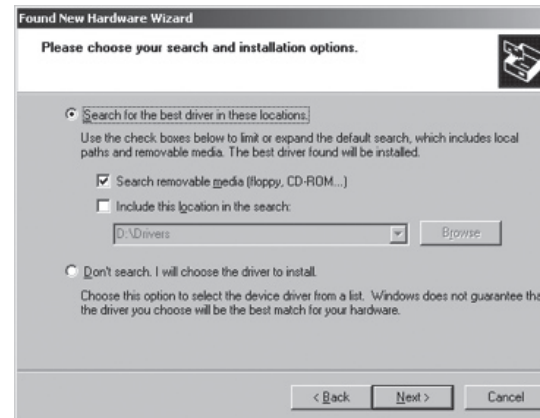 Found New Hardware Wizard
Please choose your search and installation options.
Search for the best driver in these locations.
Use the check boxes below to limit or expand the default search, which includes local
paths and removable media. The best driver found will be installed.
Search removable media (floppy, CD-ROM...)
Include this location in the search:
D:\Drivers
Browse
Don't search. I will choose the driver to install.
Choose this option to select the device driver from a list. Windows does not guarantee tha
the driver you choose will be the best match for your hardware.
< Back
Next >
Cancel